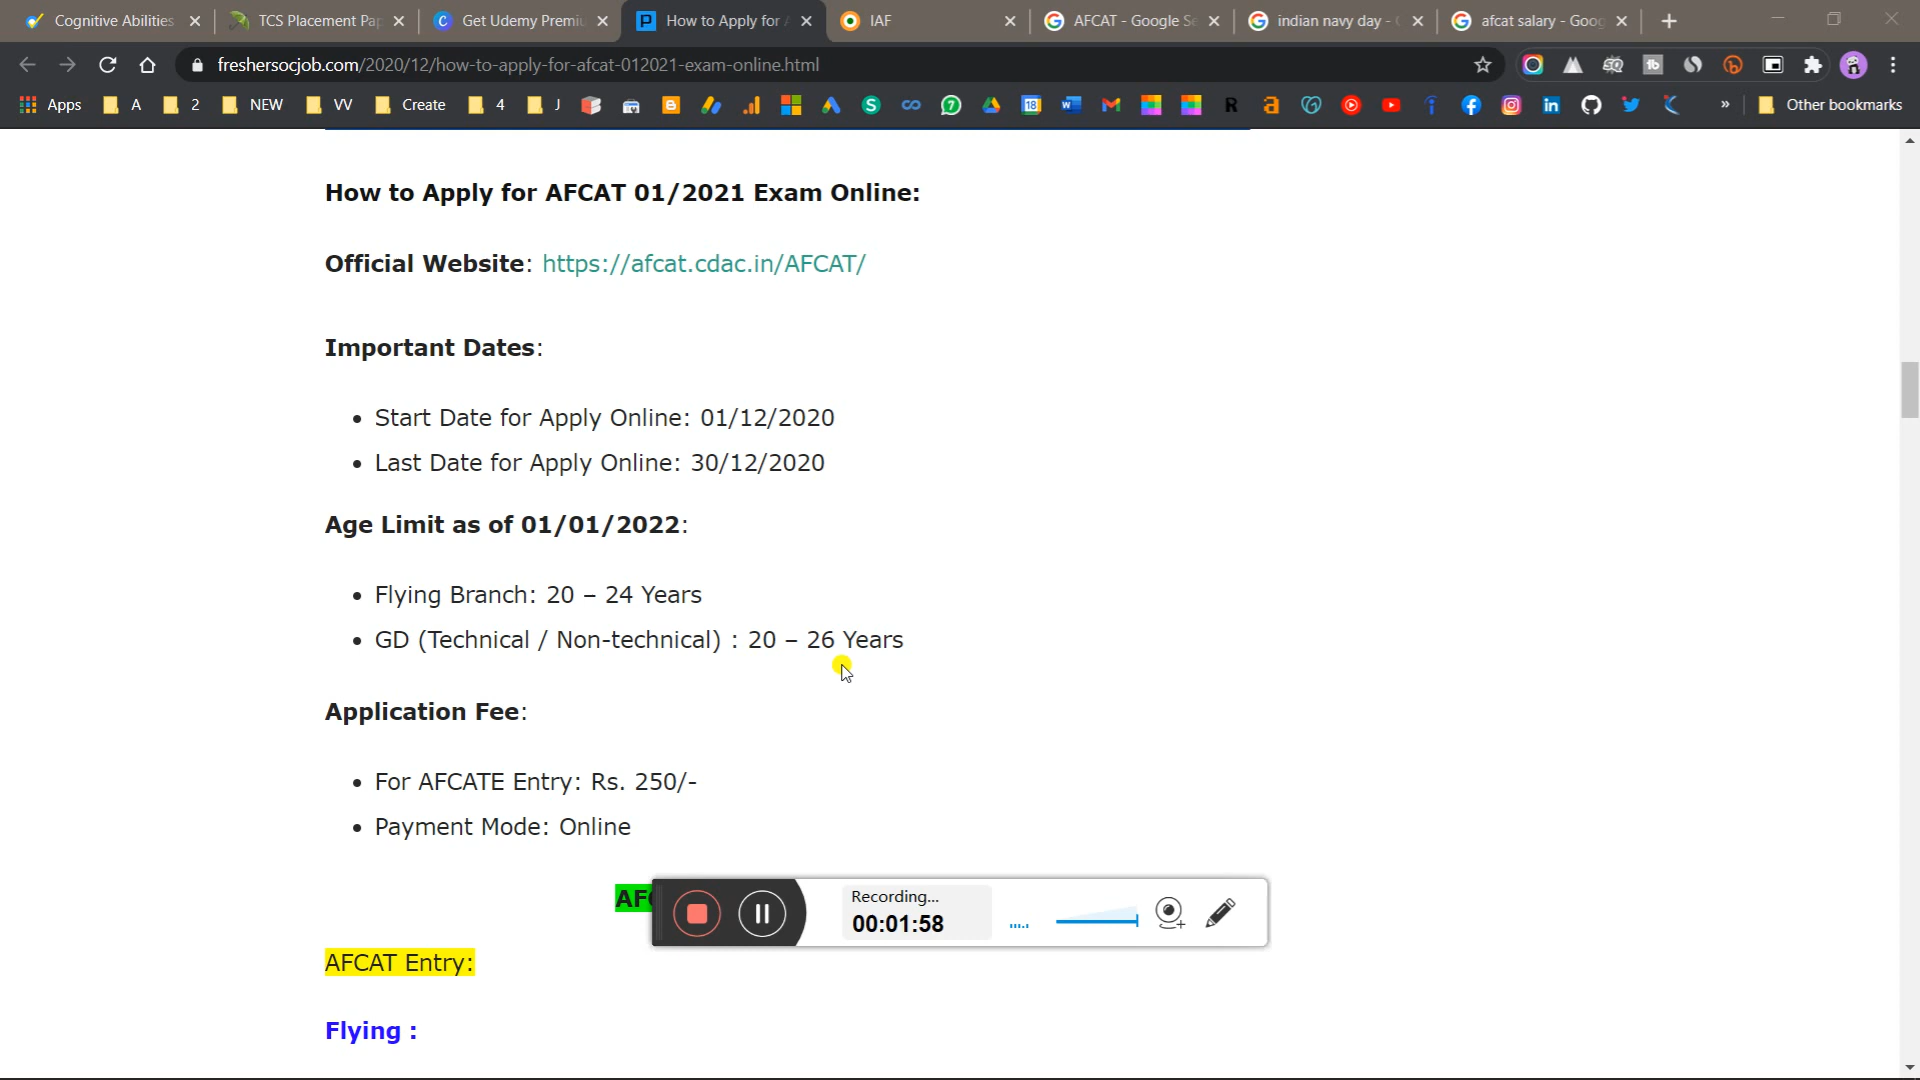 Cognitive Abilities
TCS Placement Pap
Get Udemy Premiu
How to Apply for A
IAF
AFCAT - Google Se
indian navy day - G
afcat salary - Goog
freshersocjob.com/2020/12/how-to-apply-for-afcat-012021-exam-online.html
Apps
A
2
NEW
VV
Create
4
J
»
Other bookmarks
How to Apply for AFCAT 01/2021 Exam Online:
Official Website: https://afcat.cdac.in/AFCAT/
Important Dates:
• Start Date for Apply Online: 01/12/2020
• Last Date for Apply Online: 30/12/2020
Age Limit as of 01/01/2022:
• Flying Branch: 20 – 24 Years
• GD (Technical / Non-technical) : 20 – 26 Years
Application Fee:
• For AFCATE Entry: Rs. 250/-
• Payment Mode: Online
Recording...
00:01:58
AFCAT Entry:
Flying :